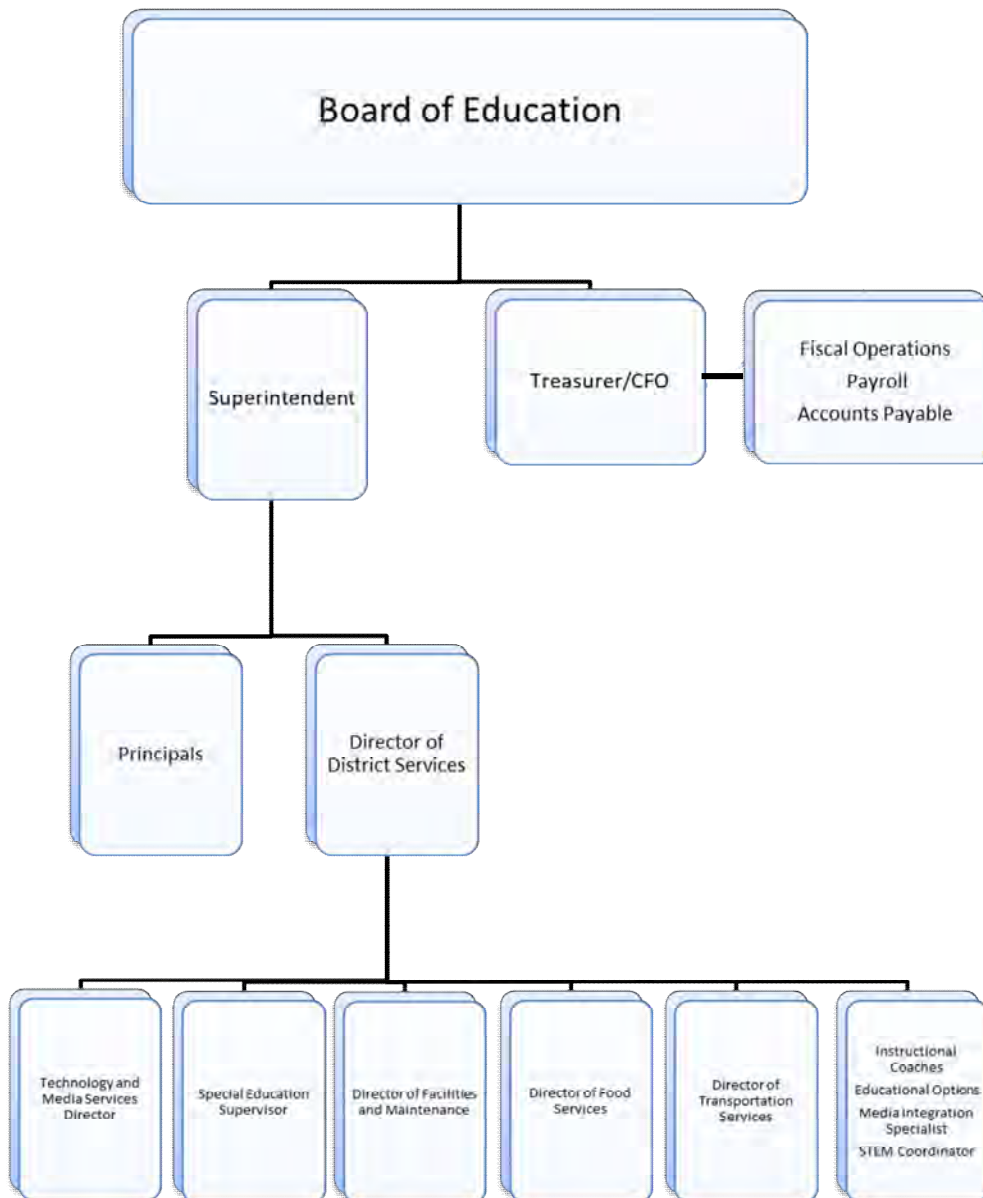 Board of Education
Superintendent
Treasurer/CFO
Fiscal Operations
Payroll
Accounts Payable
Principals
Director of
District Services
Technology and
Media Services
Director
Special Education
Supervisor
Director of Facilities
and Maintenance
Director of Food
Services
Director of
Transportation
Services
Instructional
Coaches
Educational Options
Media Integration
Specialist
STEM Coordinator